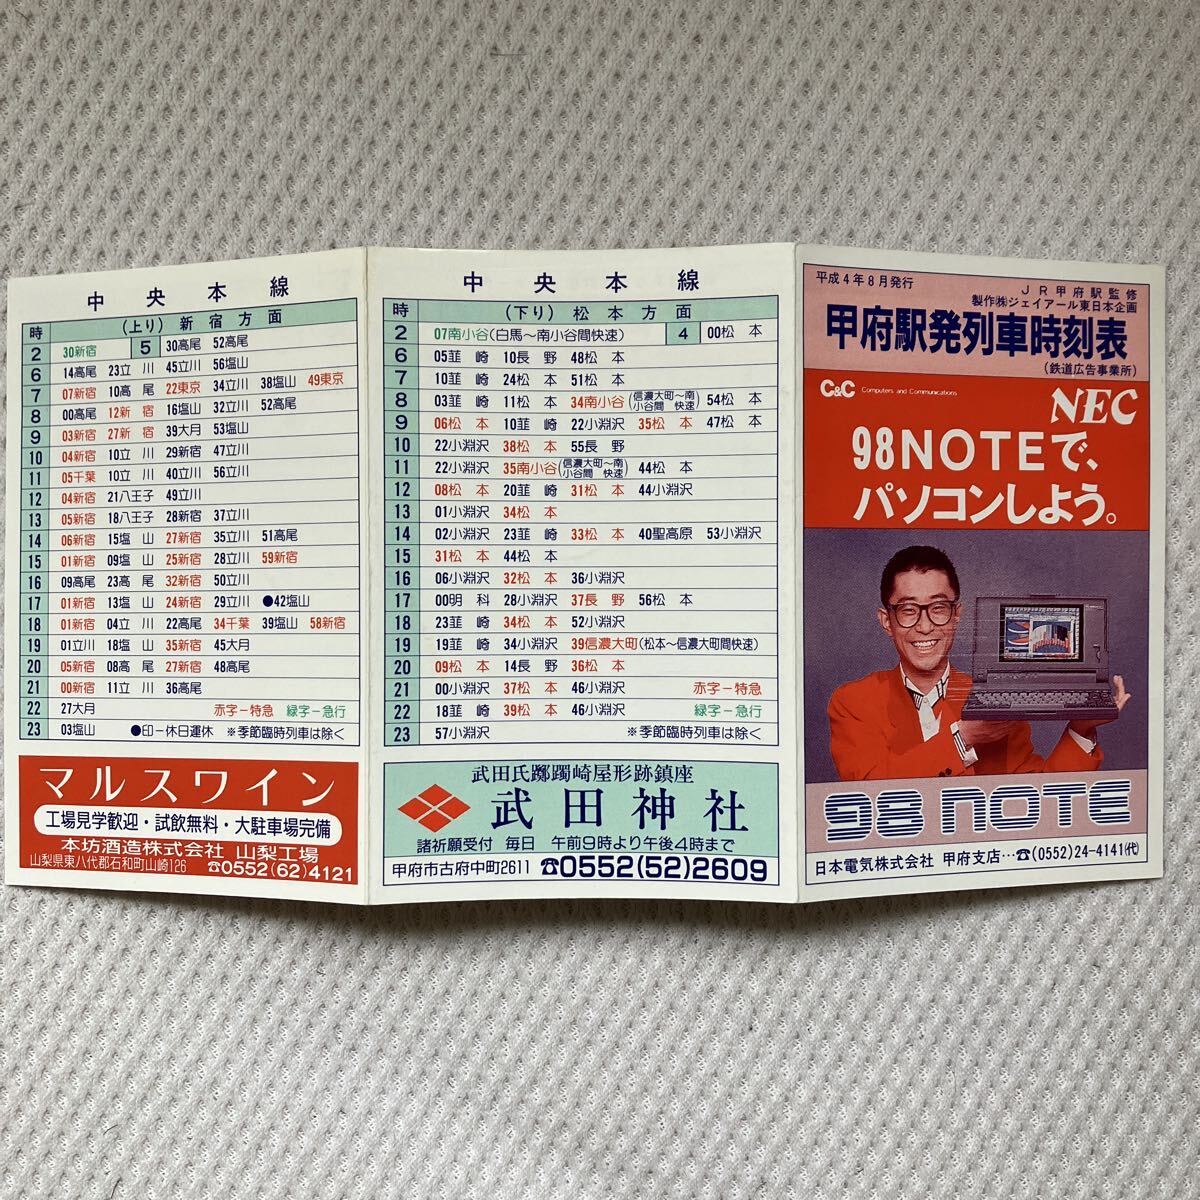 中央本線
時 (上り) 新宿方面
2 30新宿 5 30高尾 52高尾
6 14高尾 23立川 45立川 56塩山
7 07新宿 10高尾 22東京 34立川 38塩山 49東京
8 00高尾 12新宿 16塩山 32立川 52高尾
9 03新宿 27新宿 39大月 53塩山
10 04新宿 10立川 29新宿 47立川
11 05千葉 10立川 40立川 56立川
12 04新宿 21八王子 49立川
13 05新宿 18八王子 28新宿 37立川
14 06新宿 15塩山 27新宿 35立川 51高尾
15 01新宿 09塩山 25新宿 28立川 59新宿
16 09高尾 23高尾 32新宿 50立川
17 01新宿 13塩山 24新宿 29立川 ●42塩山
18 01新宿 04立川 22高尾 34千葉 39塩山 58新宿
19 01立川 18塩山 35新宿 45大月
20 05新宿 08高尾 27新宿 48高尾
21 00新宿 11立川 36高尾
22 27大月 赤字-特急 緑字-急行
23 03塩山 ●印-休日運休 ※季節臨時列車は除く
マルスワイン
工場見学歓迎・試飲無料・大駐車場完備
本坊酒造株式会社 山梨工場
山梨県東八代郡石和町山崎126 ☎0552(62)4121
中央本線
時 (下り) 松本方面
2 07南小谷(白馬〜南小谷間快速) 4 00松本
6 05韮崎 10長野 48松本
7 10韮崎 24松本 51松本
8 03韮崎 11松本 34南小谷(信濃大町〜南小谷間 快速) 54松本
9 06松本 10韮崎 22小淵沢 35松本 47松本
10 22小淵沢 38松本 55長野
11 22小淵沢 35南小谷(信濃大町〜南小谷間 快速) 44松本
12 08松本 20韮崎 31松本 44小淵沢
13 01小淵沢 34松本
14 02小淵沢 23韮崎 33松本 40聖高原 53小淵沢
15 31松本 44松本
16 06小淵沢 32松本 36小淵沢
17 00明科 28小淵沢 37長野 56松本
18 23韮崎 34松本 52小淵沢
19 19韮崎 34小淵沢 39信濃大町(松本〜信濃大町間快速)
20 09松本 14長野 36松本
21 00小淵沢 37松本 46小淵沢 赤字-特急
22 18韮崎 39松本 46小淵沢 緑字-急行
23 57小淵沢 ※季節臨時列車は除く
武田氏躑躅崎屋形跡鎮座
武田神社
諸祈願受付 毎日 午前9時より午後4時まで
甲府市古府中町2611 ☎0552(52)2609
平成4年8月発行
JR甲府駅監修
製作㈱ジェイアール東日本企画
甲府駅発列車時刻表
(鉄道広告事業所)
C&C Computers and Communications
NEC
98NOTEで、
パソコンしよう。
98 NOTE
日本電気株式会社 甲府支店…☎(0552)24-4141(代)